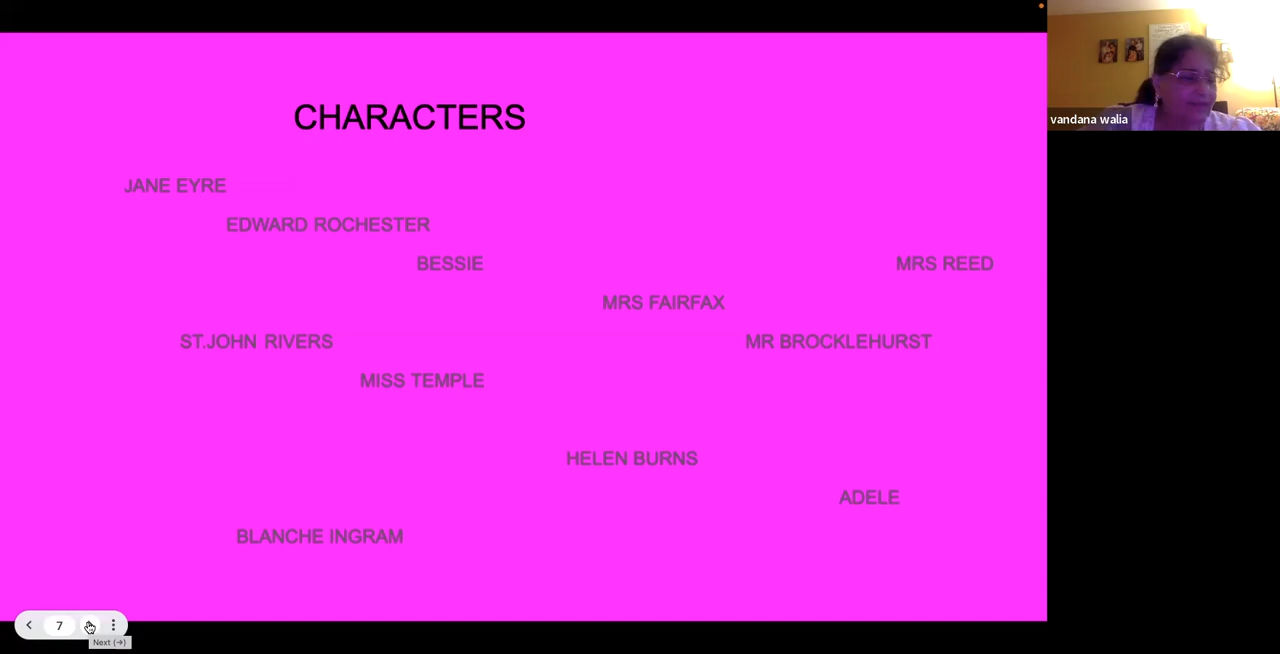 CHARACTERS
vandana walia
JANE EYRE
EDWARD ROCHESTER
BESSIE MRS REED
MRS FAIRFAX
ST.JOHN RIVERS MR BROCKLEHURST
MISS TEMPLE
HELEN BURNS
ADELE
BLANCHE INGRAM
7
Next (→)